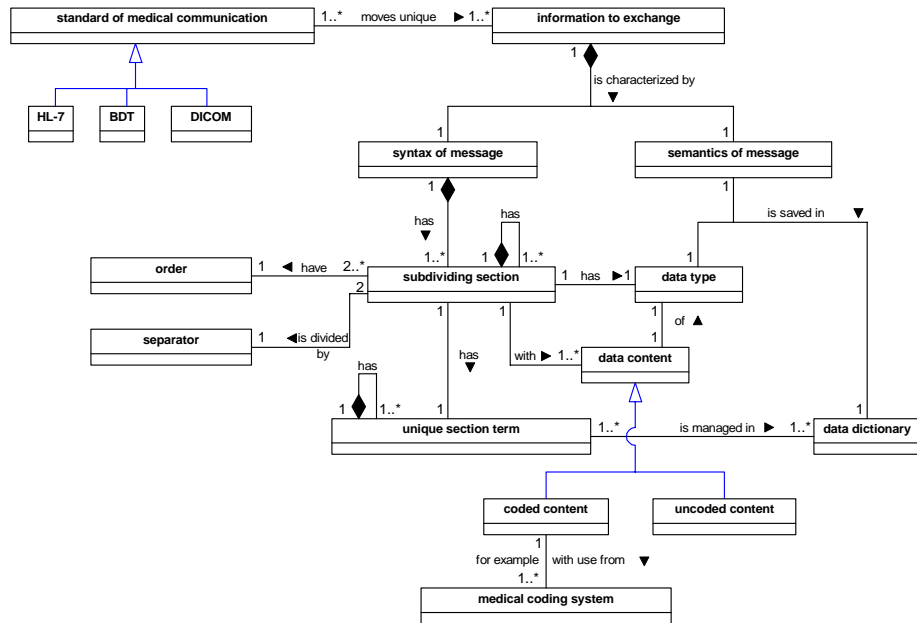 standard of medical communication
1..* moves unique ► 1..*
information to exchange
1
is characterized by
▼
HL-7
BDT
DICOM
1
1
syntax of message
semantics of message
1
1
has
▼
has
is saved in ▼
1..*
1
1..*
1
order
1 ◄ have 2..*
subdividing section
1 has ►1
data type
2
separator
1 ◄is divided
by
1
1
1
of ▲
with ► 1..*
1
data content
has
▼
has
1
1..*
1
1
unique section term
1..* is managed in ► 1..*
data dictionary
coded content
uncoded content
1
for example with use from ▼
1..*
medical coding system